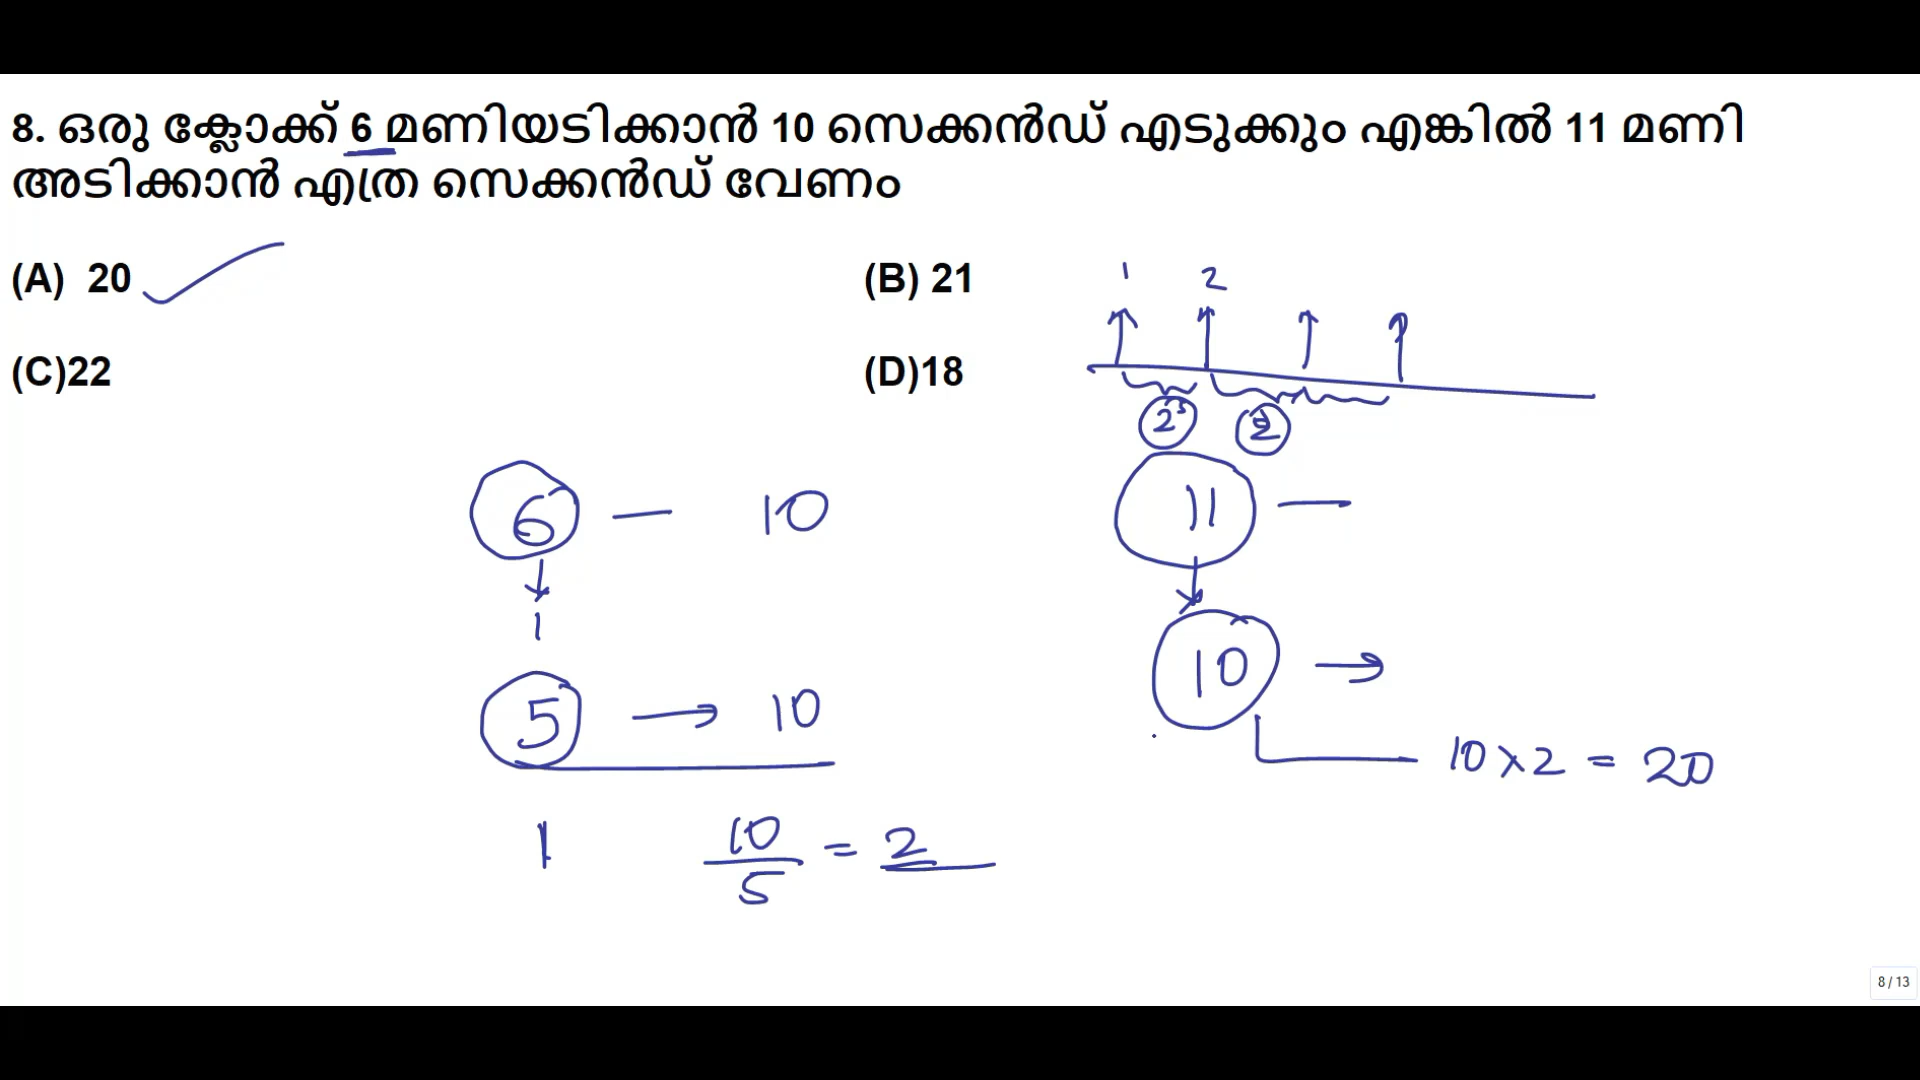 8. ഒരു ക്ലോക്ക് 6 മണിയടിക്കാൻ 10 സെക്കൻഡ് എടുക്കും എങ്കിൽ 11 മണി
അടിക്കാൻ എത്ര സെക്കൻഡ് വേണം
(A) 20
(B) 21
(C)22
(D)18
1 2
2s 2
6 — 10
11 —
1
5 → 10
10 →
10 x 2 = 20
1 10/5 = 2
8 / 13